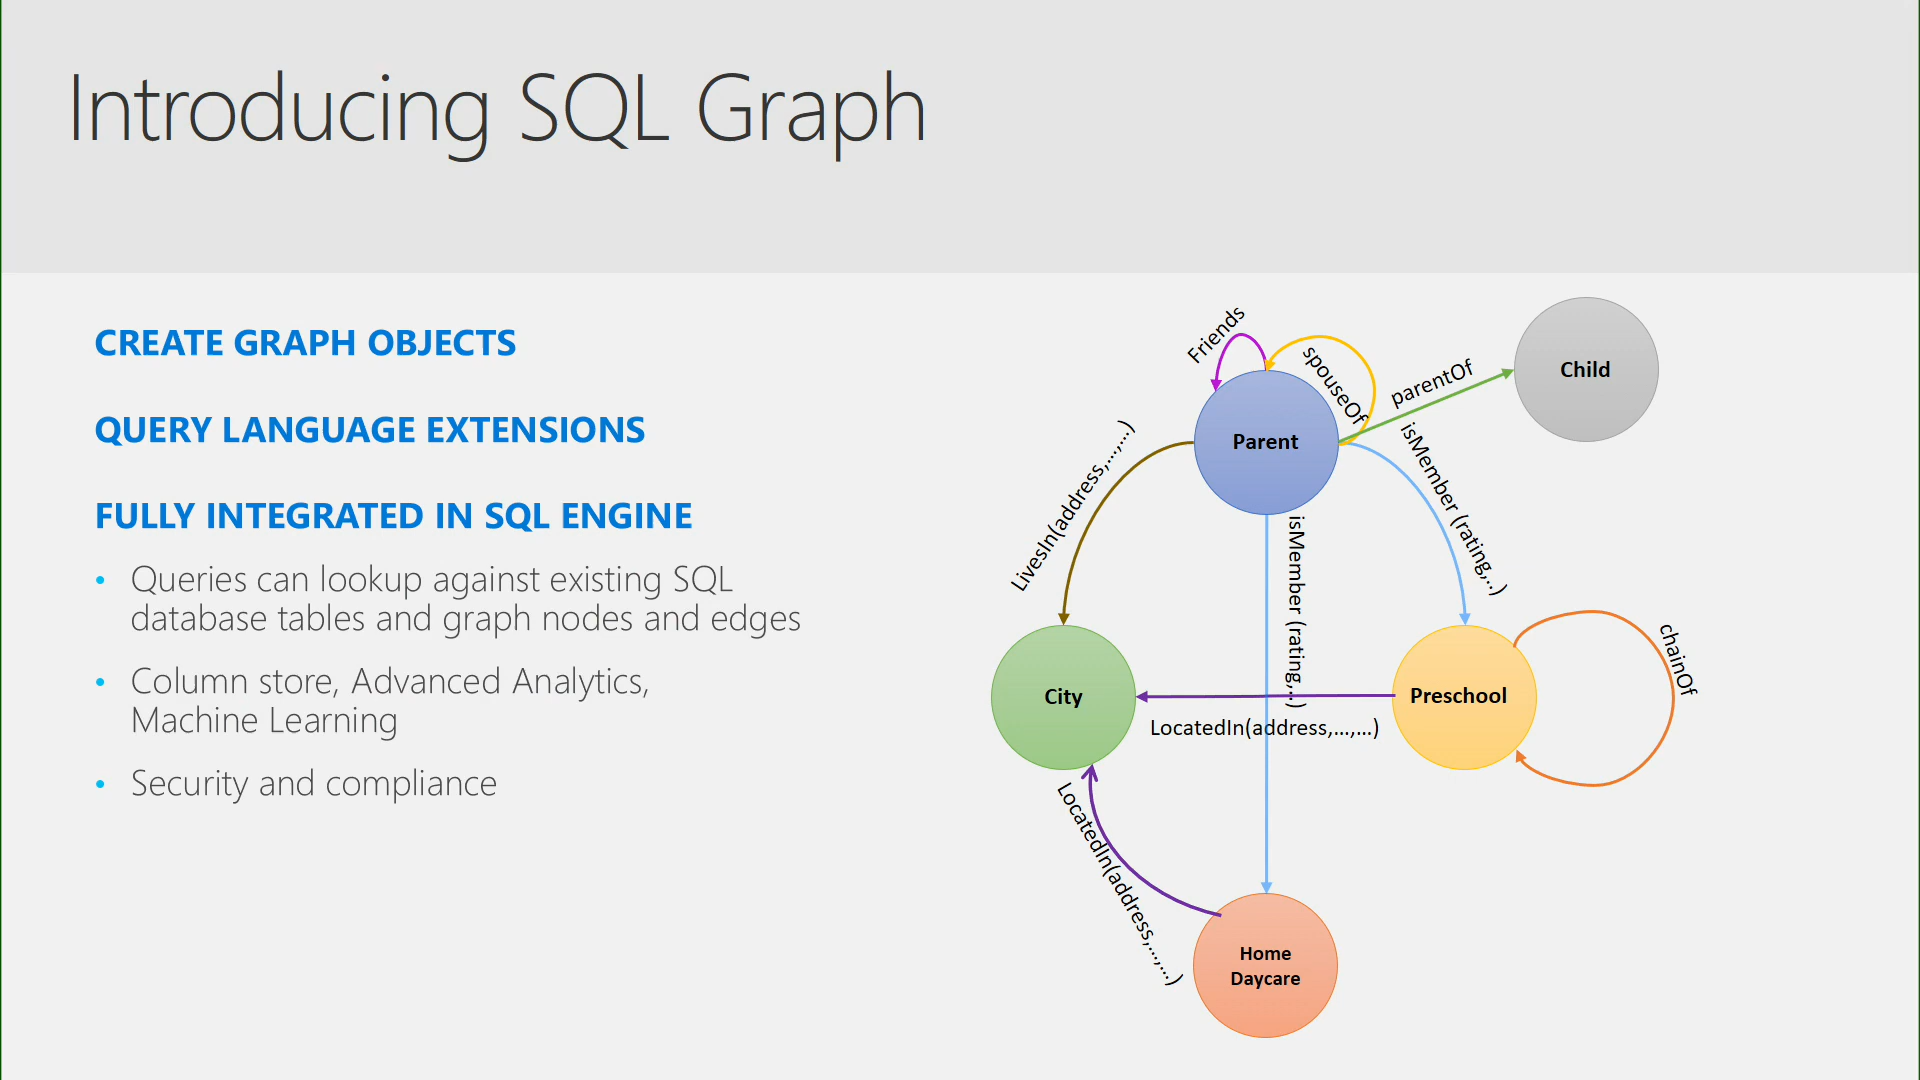 Introducing SQL Graph
CREATE GRAPH OBJECTS
QUERY LANGUAGE EXTENSIONS
FULLY INTEGRATED IN SQL ENGINE
• Queries can lookup against existing SQL
database tables and graph nodes and edges
• Column store, Advanced Analytics,
Machine Learning
• Security and compliance
Friends
spouseOf
parentOf
Child
Parent
LivesIn(address,...,...)
isMember (rating,...)
isMember (rating,...)
City
Preschool
chainOf
LocatedIn(address,...,...)
LocatedIn(address,...,...)
Home
Daycare